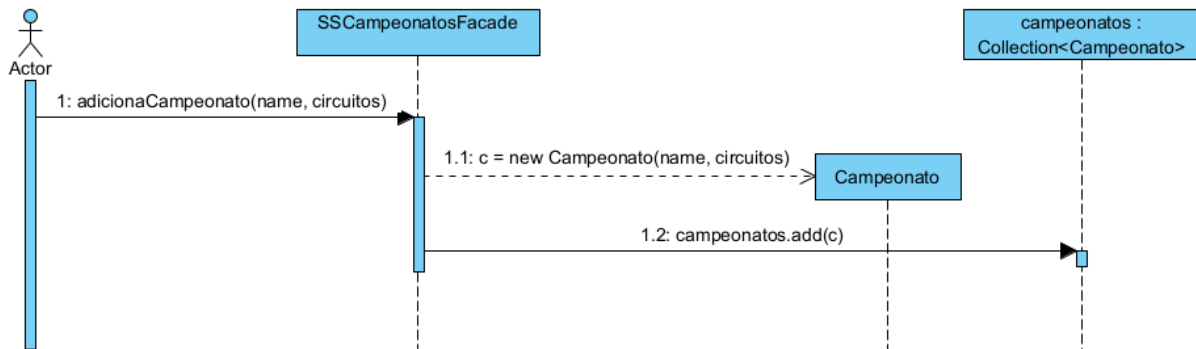 SSCampeonatosFacade
campeonatos :
Collection<Campeonato>
Actor
1: adicionaCampeonato(name, circuitos)
1.1: c = new Campeonato(name, circuitos)
Campeonato
1.2: campeonatos.add(c)